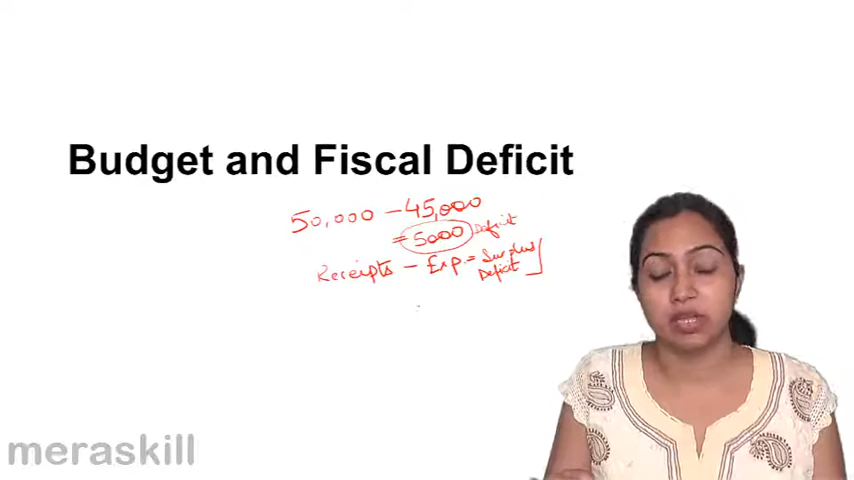 Budget and Fiscal Deficit
50,000 - 45,000
= 5000 Deficit
Receipts - Exp. = Surplus
Deficit
meraskill